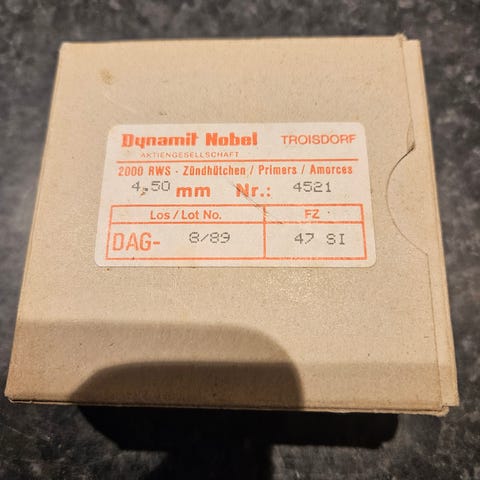 Dynamit Nobel TROISDORF
AKTIENGESELLSCHAFT
2000 RWS - Zündhütchen / Primers / Amorces
4,50 mm Nr.: 4521
Los / Lot No. FZ
DAG- 8/89 47 SI